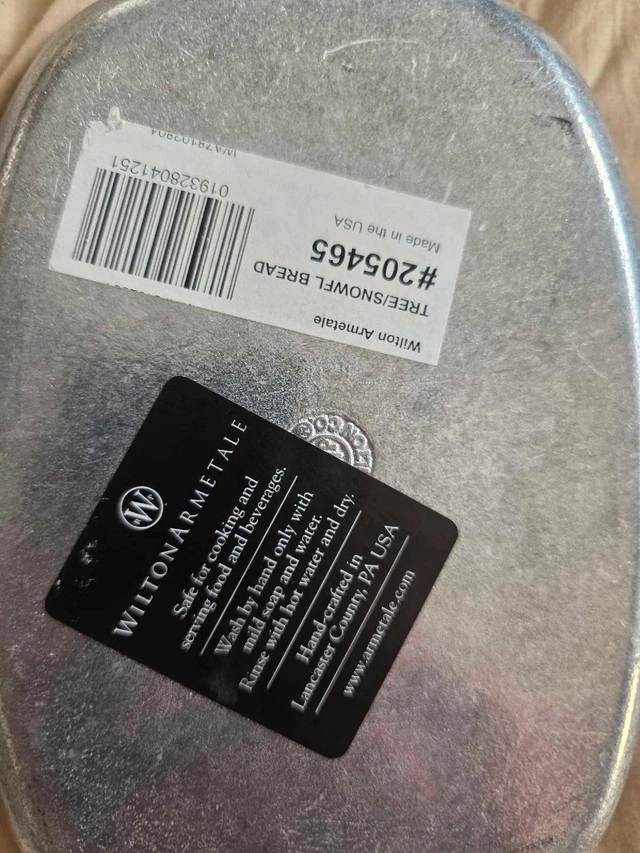 Wilton Armetale
TREE/SNOWFL BREAD
#205465
Made in the USA
019328041251
W
WILTONARMETALE
Safe for cooking and
serving food and beverages.
Wash by hand only with
mild soap and water.
Rinse with hot water and dry.
Hand-crafted in
Lancaster County, PA USA
www.armetale.com